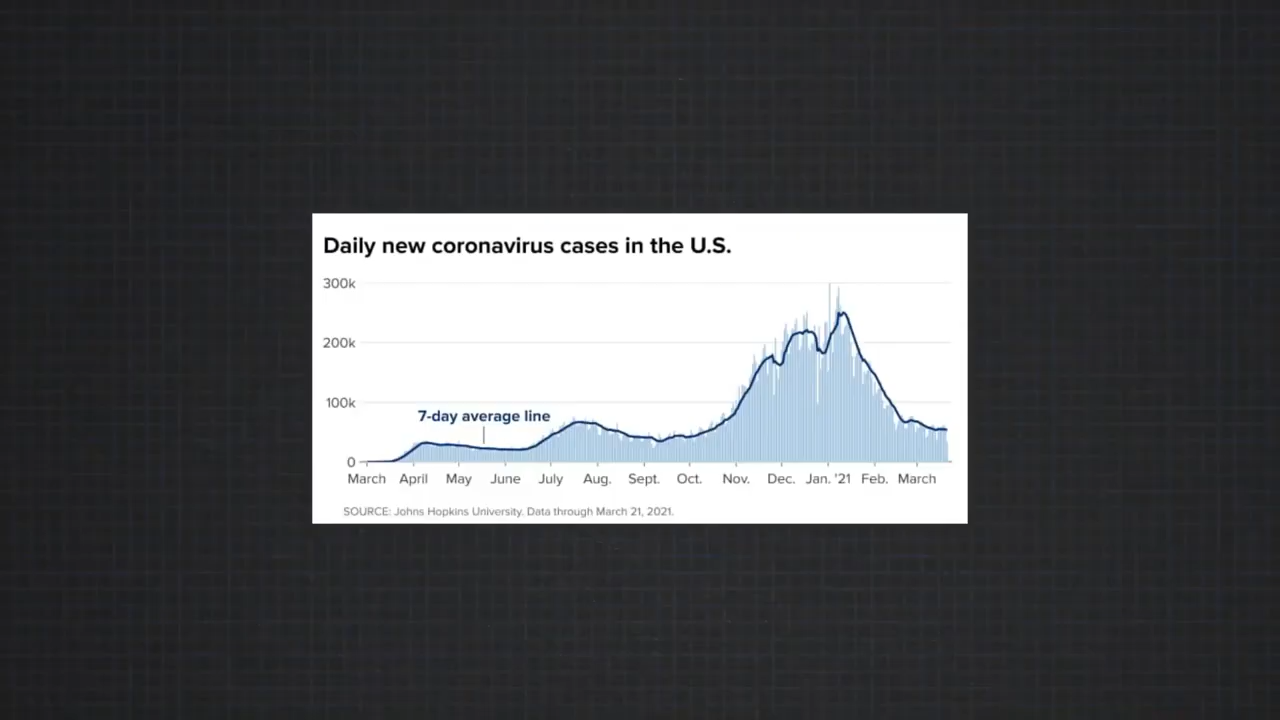 Daily new coronavirus cases in the U.S.
300k
200k
100k
7-day average line
0
March April May June July Aug. Sept. Oct. Nov. Dec. Jan. '21 Feb. March
SOURCE: Johns Hopkins University. Data through March 21, 2021.